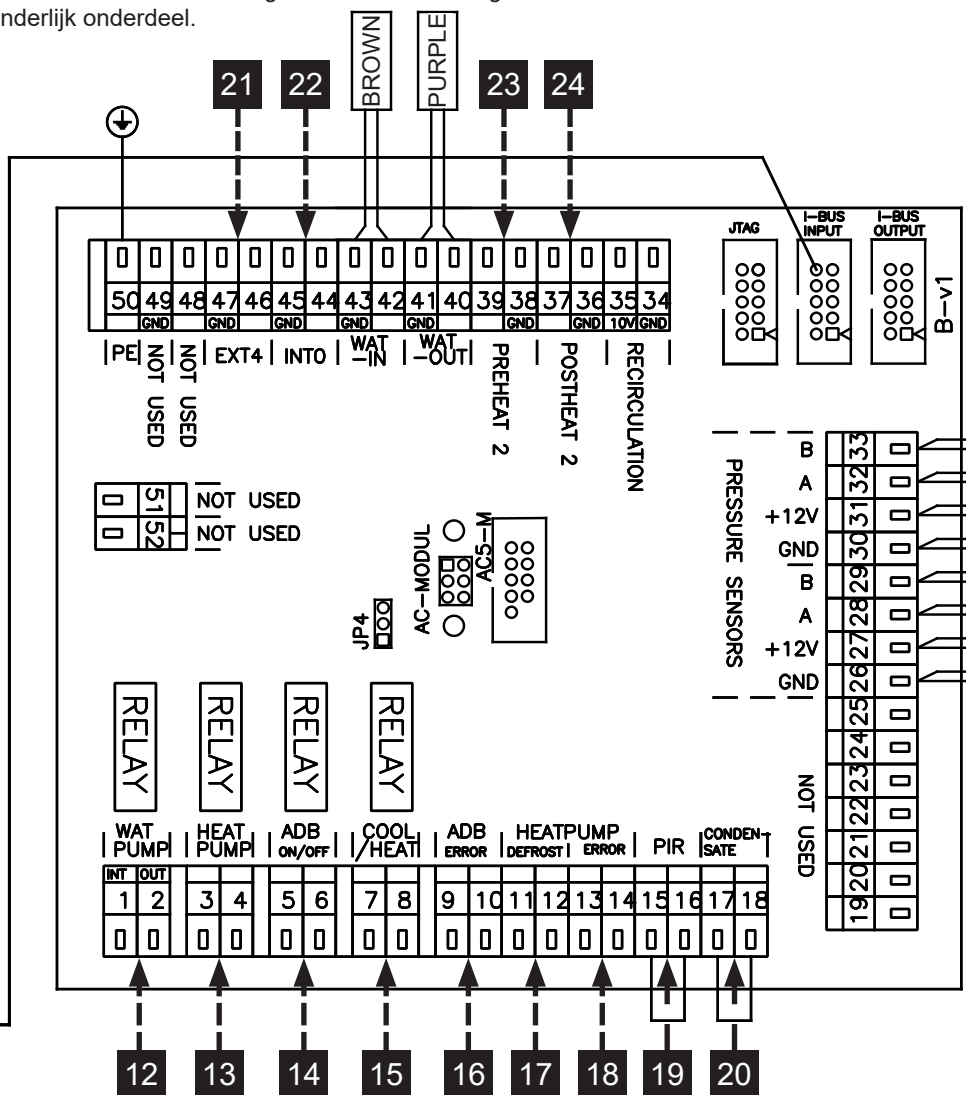 nderlijk onderdeel.
BROWN
PURPLE
21 22 23 24
JTAG
I-BUS INPUT
I-BUS OUTPUT
B-v1
50 49 48 47 46 45 44 43 42 41 40 39 38 37 36 35 34
GND GND GND GND GND GND GND 10V GND
PE
NOT USED
NOT USED
EXT4
INT0
WAT -IN
WAT -OUT
PREHEAT 2
POSTHEAT 2
RECIRCULATION
51 NOT USED
52 NOT USED
JP4
AC-MODUL
AC5-M
PRESSURE SENSORS
B 33
A 32
+12V 31
GND 30
B 29
A 28
+12V 27
GND 26
25
24
23
22
21
20
19
NOT USED
RELAY RELAY RELAY RELAY
WAT PUMP
HEAT PUMP
ADB ON/OFF
COOL /HEAT
ADB ERROR
HEATPUMP
DEFROST ERROR
PIR
CONDEN-
SATE
INT OUT
1 2 3 4 5 6 7 8 9 10 11 12 13 14 15 16 17 18
12 13 14 15 16 17 18 19 20